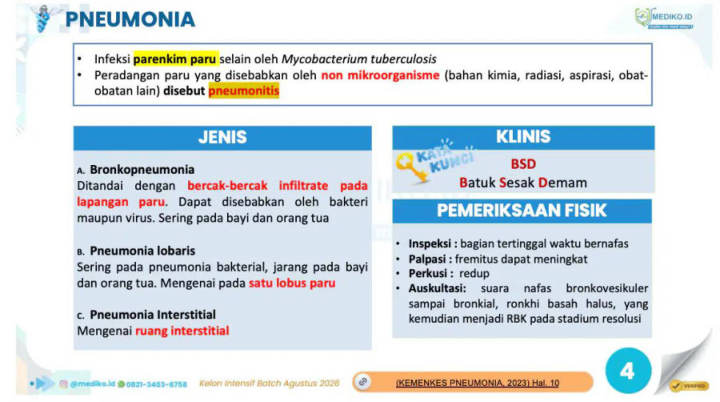 PNEUMONIA
MEDIKO.ID
• Infeksi parenkim paru selain oleh Mycobacterium tuberculosis
• Peradangan paru yang disebabkan oleh non mikroorganisme (bahan kimia, radiasi, aspirasi, obat-
obatan lain) disebut pneumonitis
JENIS
A. Bronkopneumonia
Ditandai dengan bercak-bercak infiltrate pada
lapangan paru. Dapat disebabkan oleh bakteri
maupun virus. Sering pada bayi dan orang tua
B. Pneumonia lobaris
Sering pada pneumonia bakterial, jarang pada bayi
dan orang tua. Mengenai pada satu lobus paru
C. Pneumonia Interstitial
Mengenai ruang interstitial
KLINIS
KATA
KUNCI
BSD
Batuk Sesak Demam
PEMERIKSAAN FISIK
• Inspeksi : bagian tertinggal waktu bernafas
• Palpasi : fremitus dapat meningkat
• Perkusi : redup
• Auskultasi: suara nafas bronkovesikuler
sampai bronkial, ronkhi basah halus, yang
kemudian menjadi RBK pada stadium resolusi
@mediko.id 0821-3463-6758 Kelon Intensif Batch Agustus 2026
(KEMENKES PNEUMONIA, 2023) Hal. 10
4
VERIFIED